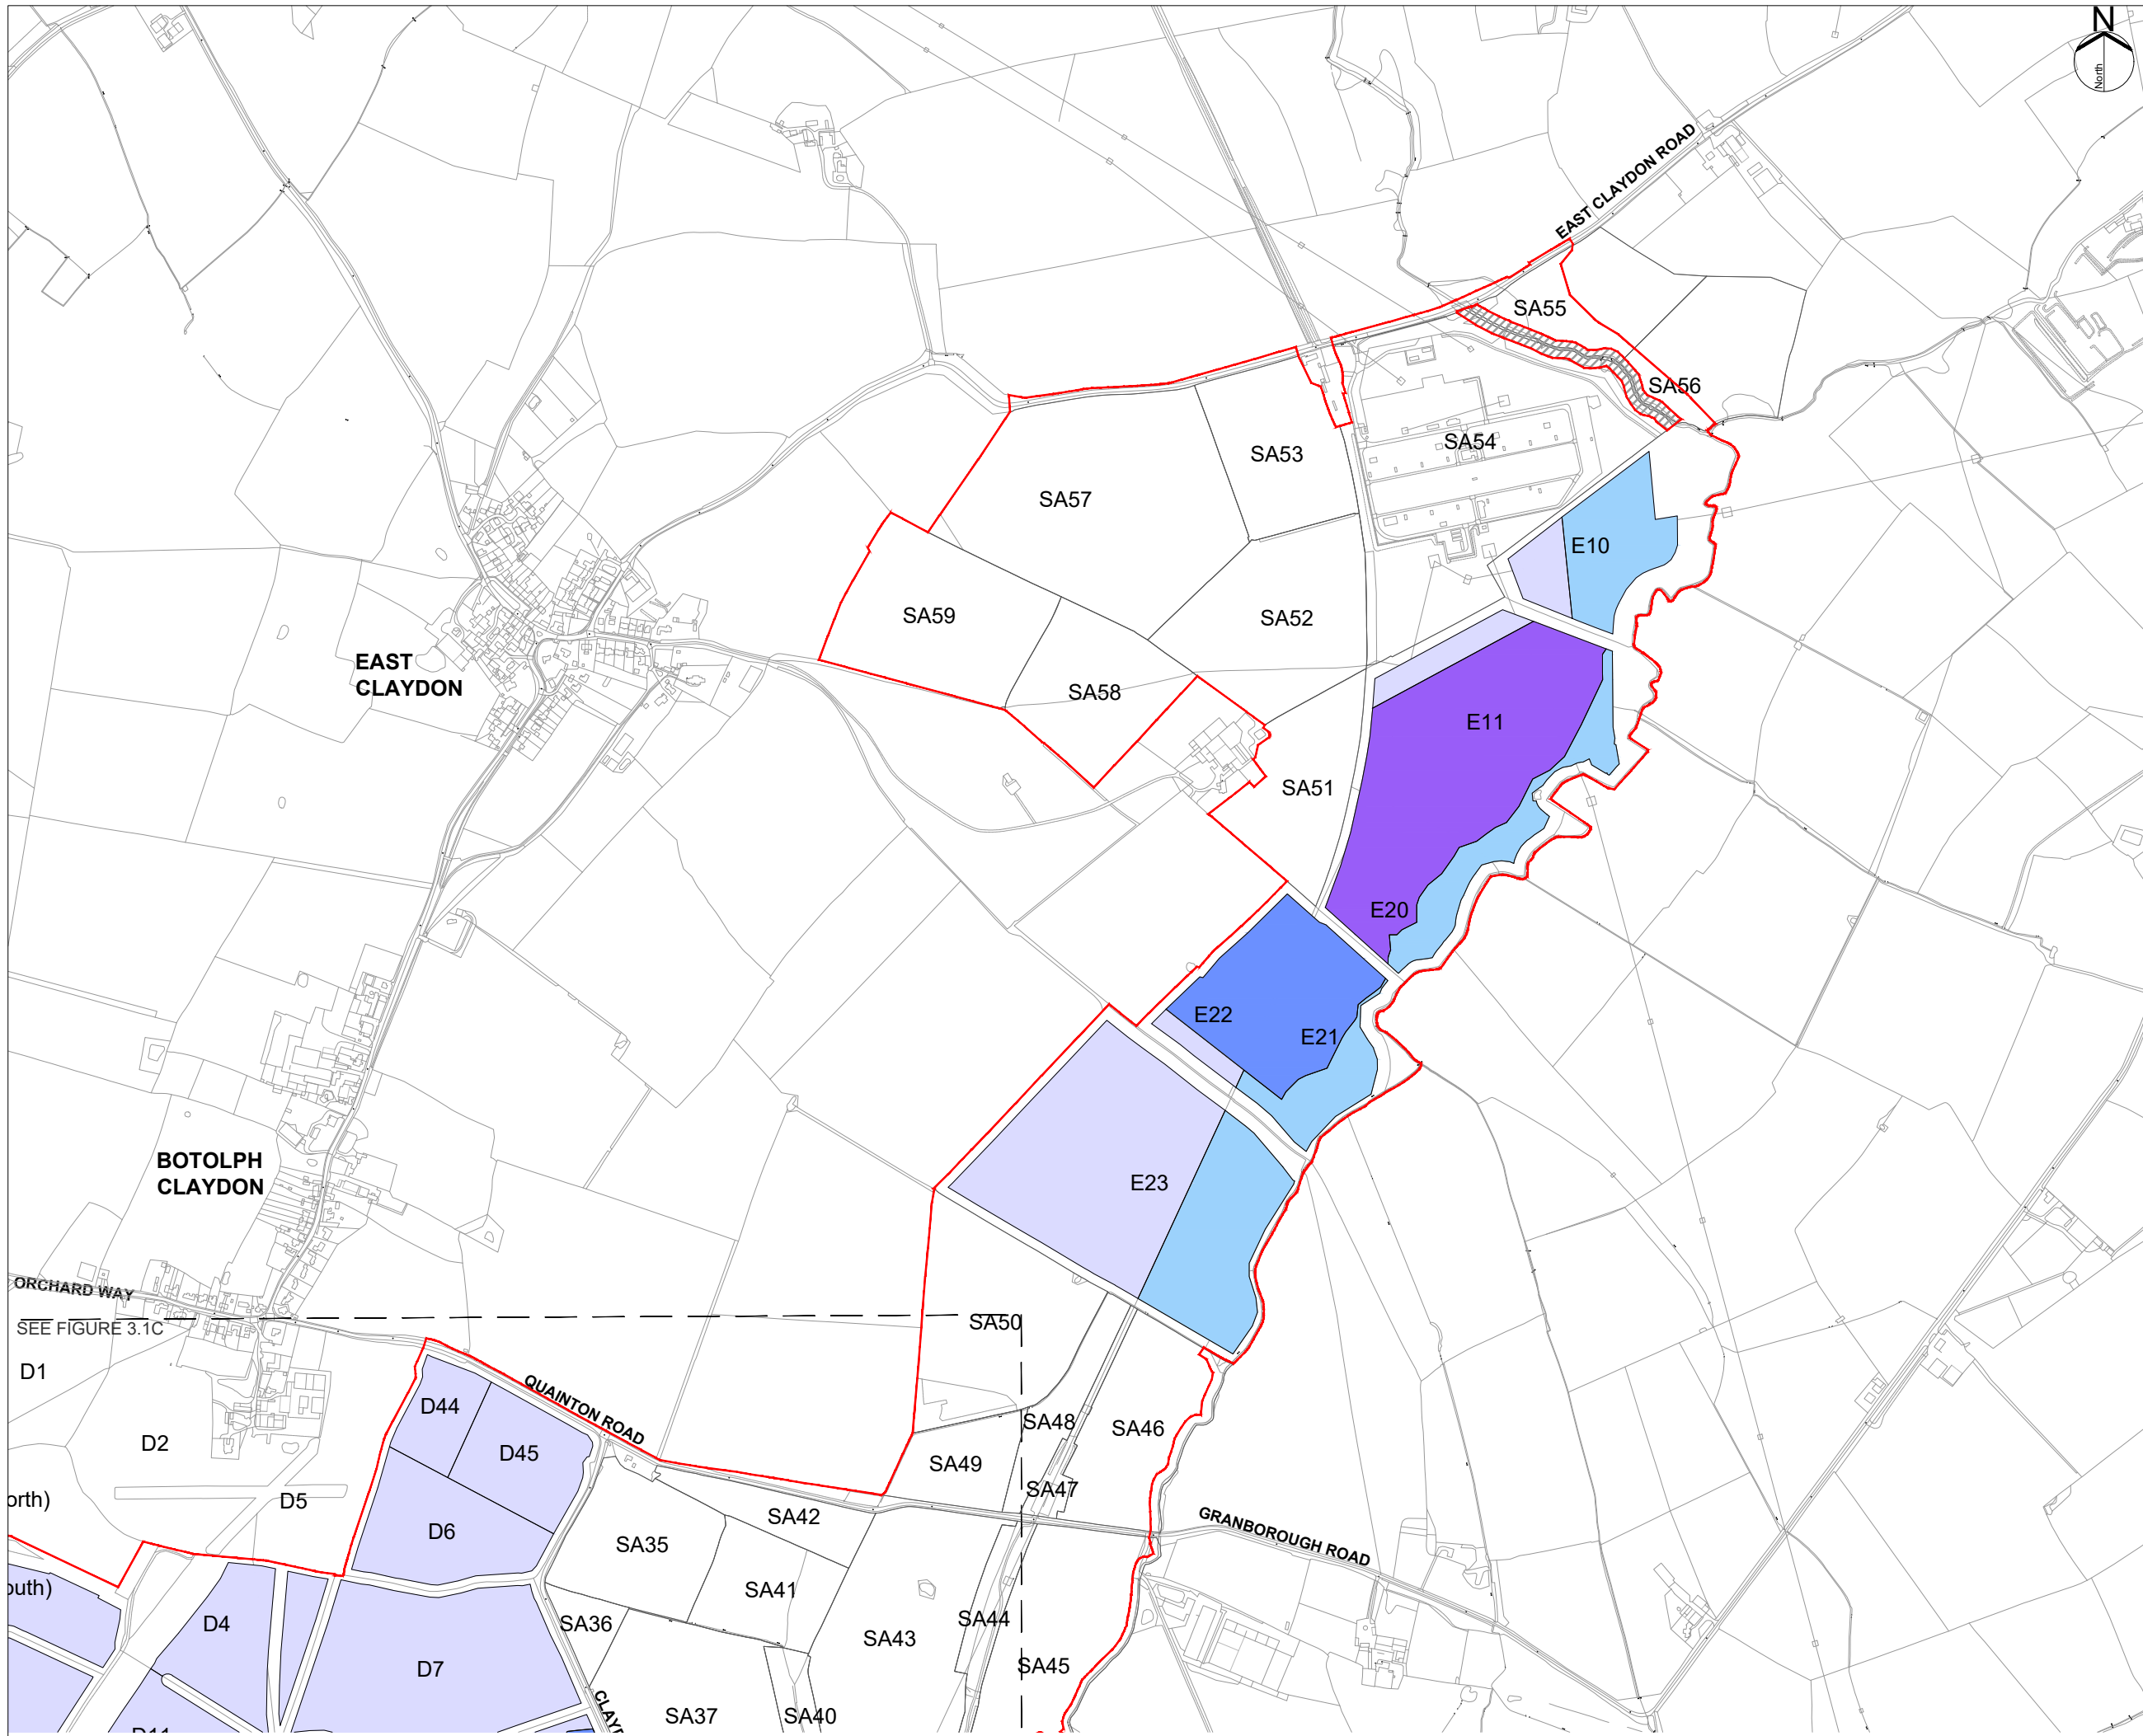 N
North
EAST CLAYDON ROAD
SA55
SA56
SA53
SA54
SA57
E10
SA59
SA52
EAST
CLAYDON
SA58
E11
SA51
E20
E22
E21
BOTOLPH
CLAYDON
E23
ORCHARD WAY
SEE FIGURE 3.1C
SA50
D1
QUAINTON ROAD
D44
D45
D2
SA48
SA46
SA49
SA47
orth)
D5
D6
SA42
SA35
GRANBOROUGH ROAD
outh)
SA41
D4
SA36
SA43
SA44
D7
SA45
SA37
SA40
D11